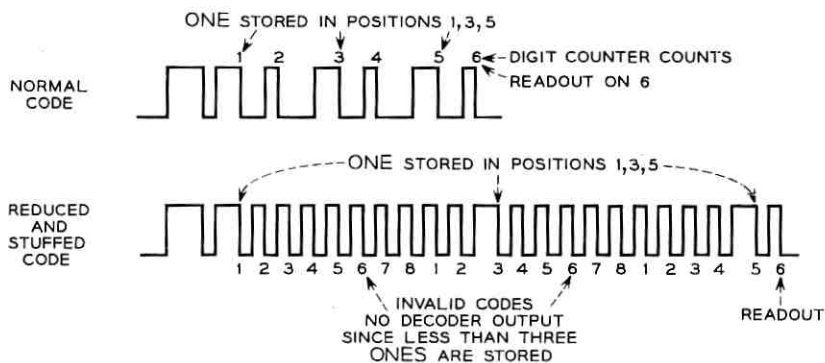 ONE STORED IN POSITIONS 1,3,5
1 2 3 4 5 6
DIGIT COUNTER COUNTS
READOUT ON 6
NORMAL
CODE
ONE STORED IN POSITIONS 1,3,5
REDUCED
AND
STUFFED
CODE
1 2 3 4 5 6 7 8 1 2 3 4 5 6 7 8 1 2 3 4 5 6
INVALID CODES
NO DECODER OUTPUT
SINCE LESS THAN THREE
ONES ARE STORED
READOUT